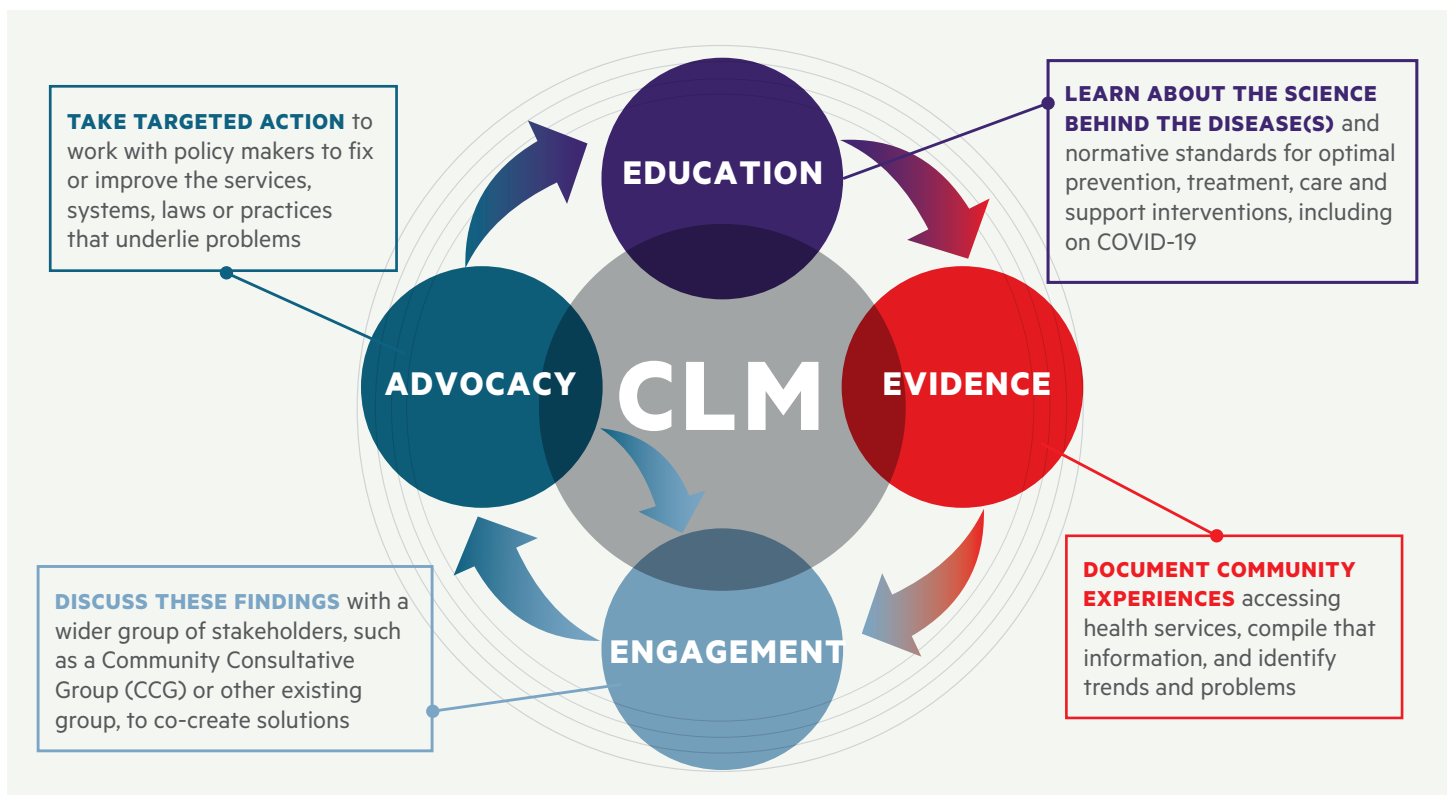 TAKE TARGETED ACTION to
work with policy makers to fix
or improve the services,
systems, laws or practices
that underlie problems
EDUCATION
LEARN ABOUT THE SCIENCE
BEHIND THE DISEASE(S) and
normative standards for optimal
prevention, treatment, care and
support interventions, including
on COVID-19
ADVOCACY
CLM
EVIDENCE
DISCUSS THESE FINDINGS with a
wider group of stakeholders, such
as a Community Consultative
Group (CCG) or other existing
group, to co-create solutions
ENGAGEMENT
DOCUMENT COMMUNITY
EXPERIENCES accessing
health services, compile that
information, and identify
trends and problems